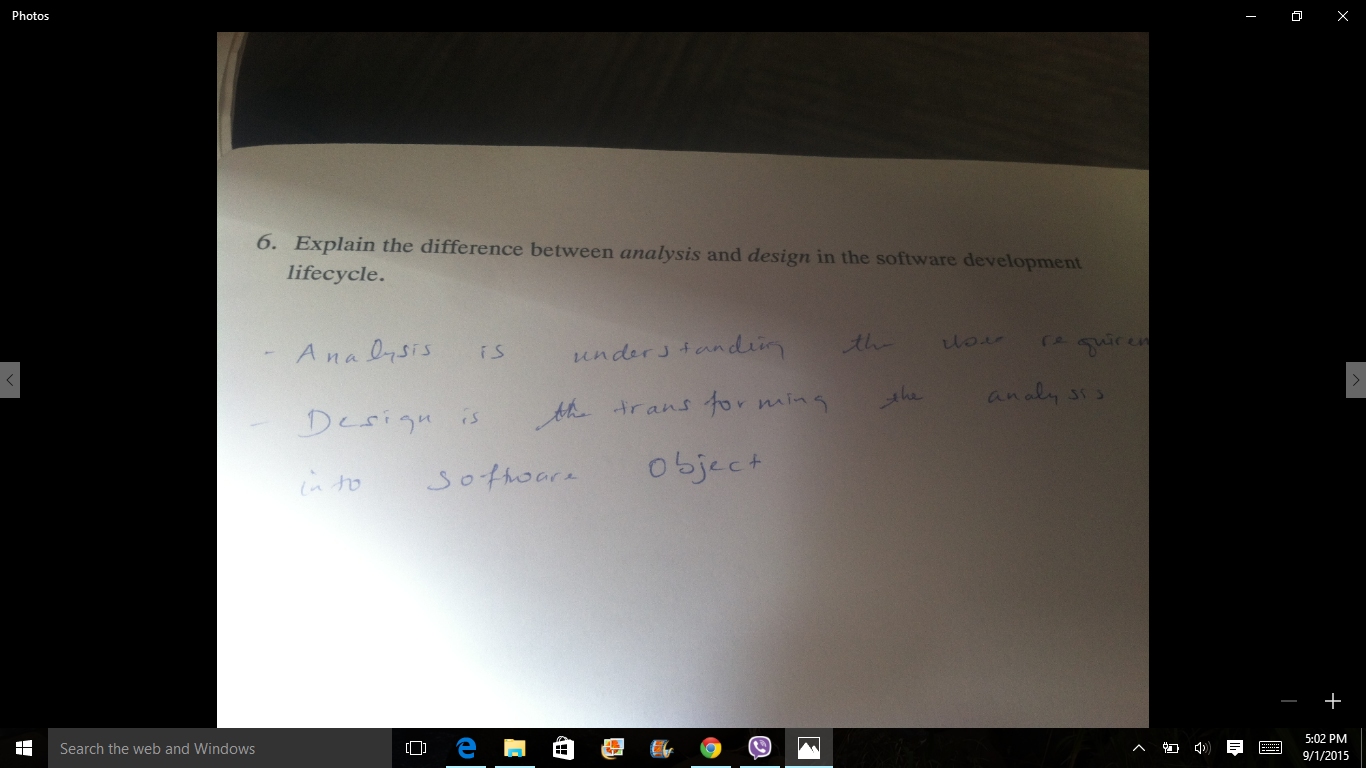 Photos
6. Explain the difference between analysis and design in the software development
lifecycle.
- Analysis is understanding the user requirem
- Design is the transforming the analysis
into software object
Search the web and Windows
5:02 PM
9/1/2015